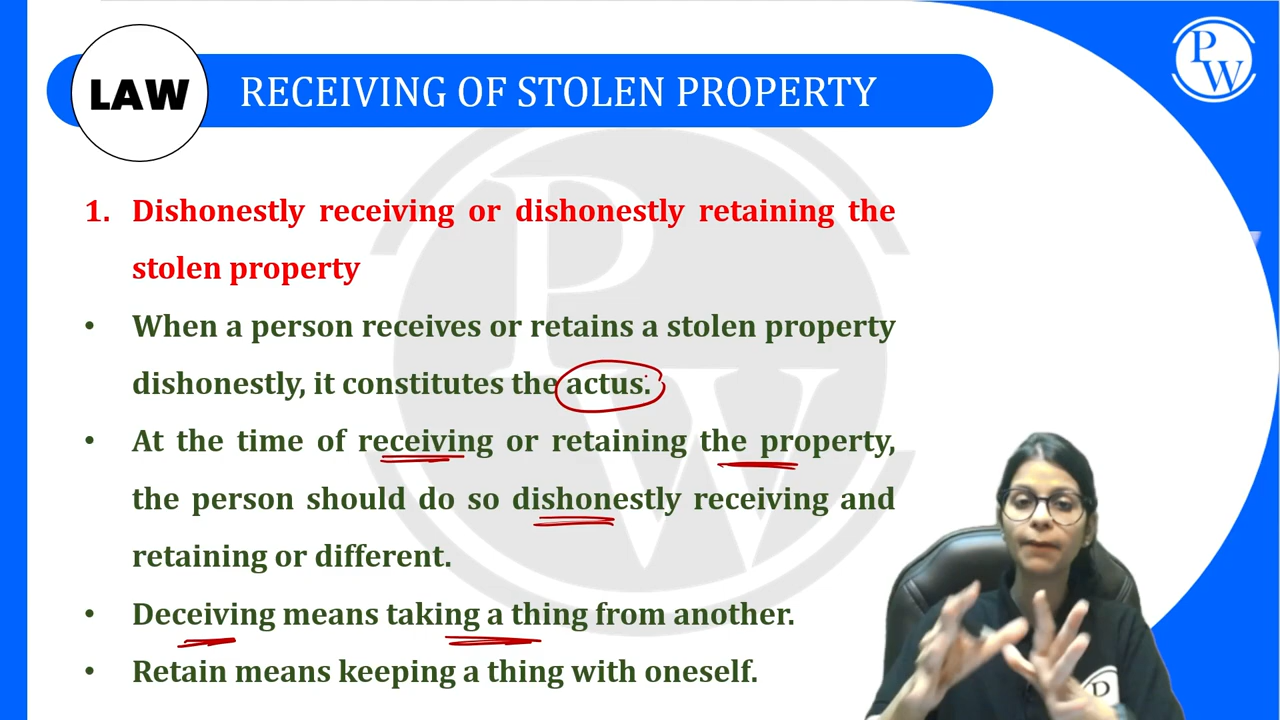 LAW
RECEIVING OF STOLEN PROPERTY
PW
1. Dishonestly receiving or dishonestly retaining the
stolen property
• When a person receives or retains a stolen property
dishonestly, it constitutes the actus.
• At the time of receiving or retaining the property,
the person should do so dishonestly receiving and
retaining or different.
• Deceiving means taking a thing from another.
• Retain means keeping a thing with oneself.
PW